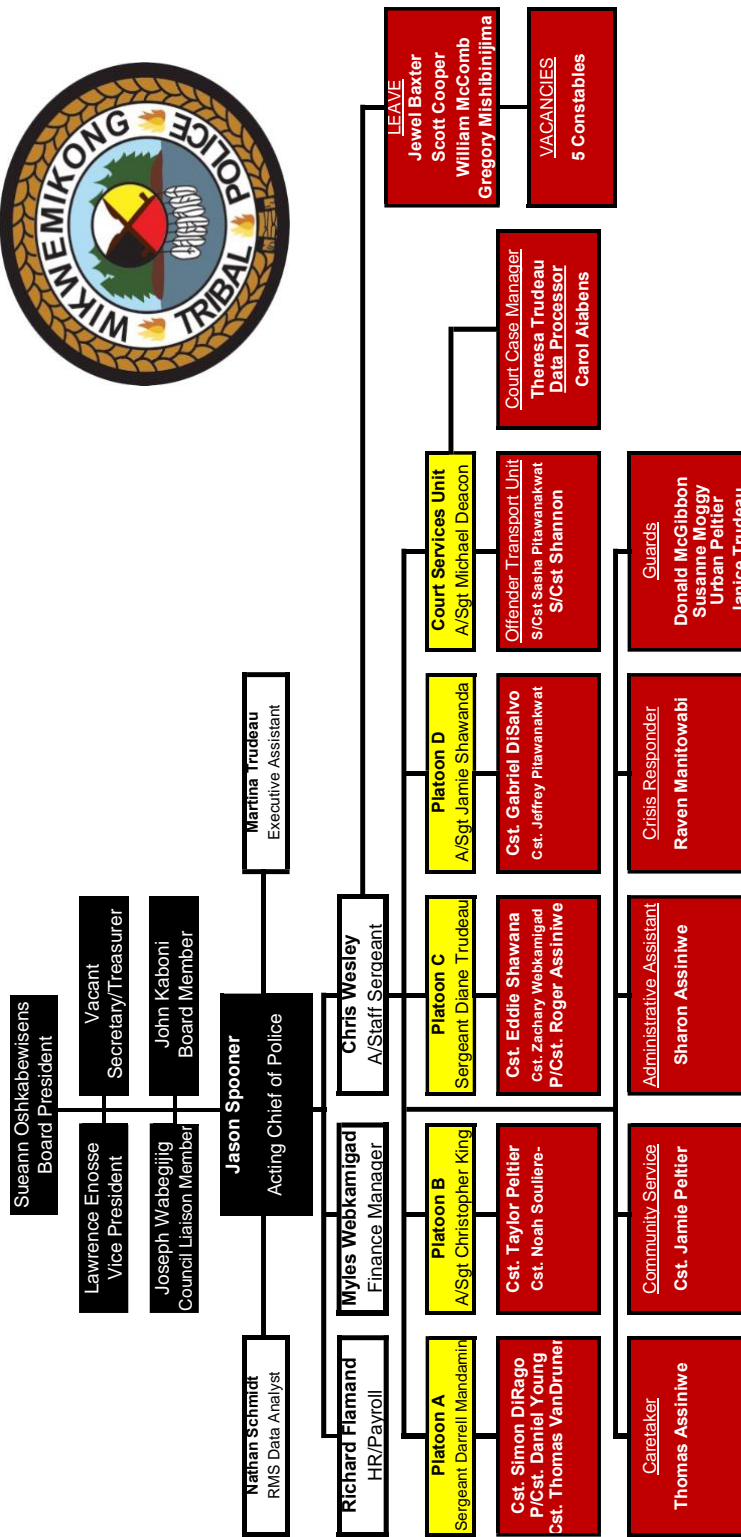 WIKWEMIKONG
TRIBAL POLICE
Sueann Oshkabewisens
Board President
Lawrence Enosse
Vice President
Vacant
Secretary/Treasurer
Joseph Wabegijig
Council Liaison Member
John Kaboni
Board Member
Jason Spooner
Acting Chief of Police
Nathan Schmidt
RMS Data Analyst
Martina Trudeau
Executive Assistant
Richard Flamand
HR/Payroll
Myles Webkamigad
Finance Manager
Chris Wesley
A/Staff Sergeant
LEAVE
Jewel Baxter
Scott Cooper
William McComb
Gregory Mishibinijima
VACANCIES
5 Constables
Platoon A
Sergeant Darrell Mandamin
Platoon B
A/Sgt Christopher King
Platoon C
Sergeant Diane Trudeau
Platoon D
A/Sgt Jamie Shawanda
Court Services Unit
A/Sgt Michael Deacon
Cst. Simon DiRago
P/Cst. Daniel Young
Cst. Thomas VanDruner
Cst. Taylor Peltier
Cst. Noah Souliere-
Cst. Eddie Shawana
Cst. Zachary Webkamigad
P/Cst. Roger Assiniwe
Cst. Gabriel DiSalvo
Cst. Jeffrey Pitawanakwat
Offender Transport Unit
S/Cst Sasha Pitawanakwat
S/Cst Shannon
Court Case Manager
Theresa Trudeau
Data Processor
Carol Aiabens
Caretaker
Thomas Assiniwe
Community Service
Cst. Jamie Peltier
Administrative Assistant
Sharon Assiniwe
Crisis Responder
Raven Manitowabi
Guards
Donald McGibbon
Susanne Moggy
Urban Peltier
Janice Trudeau